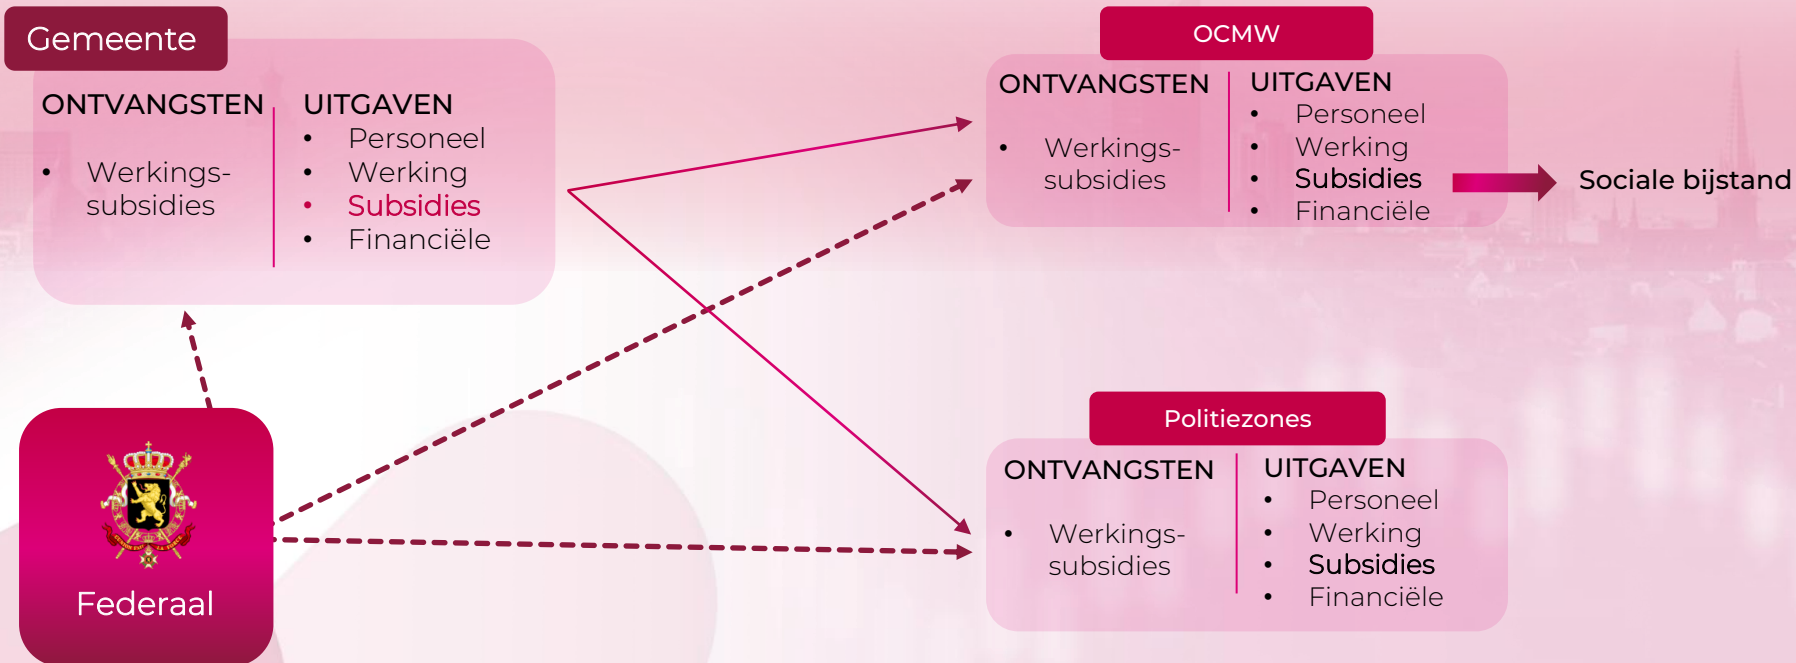 Gemeente
ONTVANGSTEN
• Werkings-
subsidies
UITGAVEN
• Personeel
• Werking
• Subsidies
• Financiële
OCMW
ONTVANGSTEN
• Werkings-
subsidies
UITGAVEN
• Personeel
• Werking
• Subsidies
• Financiële
Sociale bijstand
Federaal
Politiezones
ONTVANGSTEN
• Werkings-
subsidies
UITGAVEN
• Personeel
• Werking
• Subsidies
• Financiële